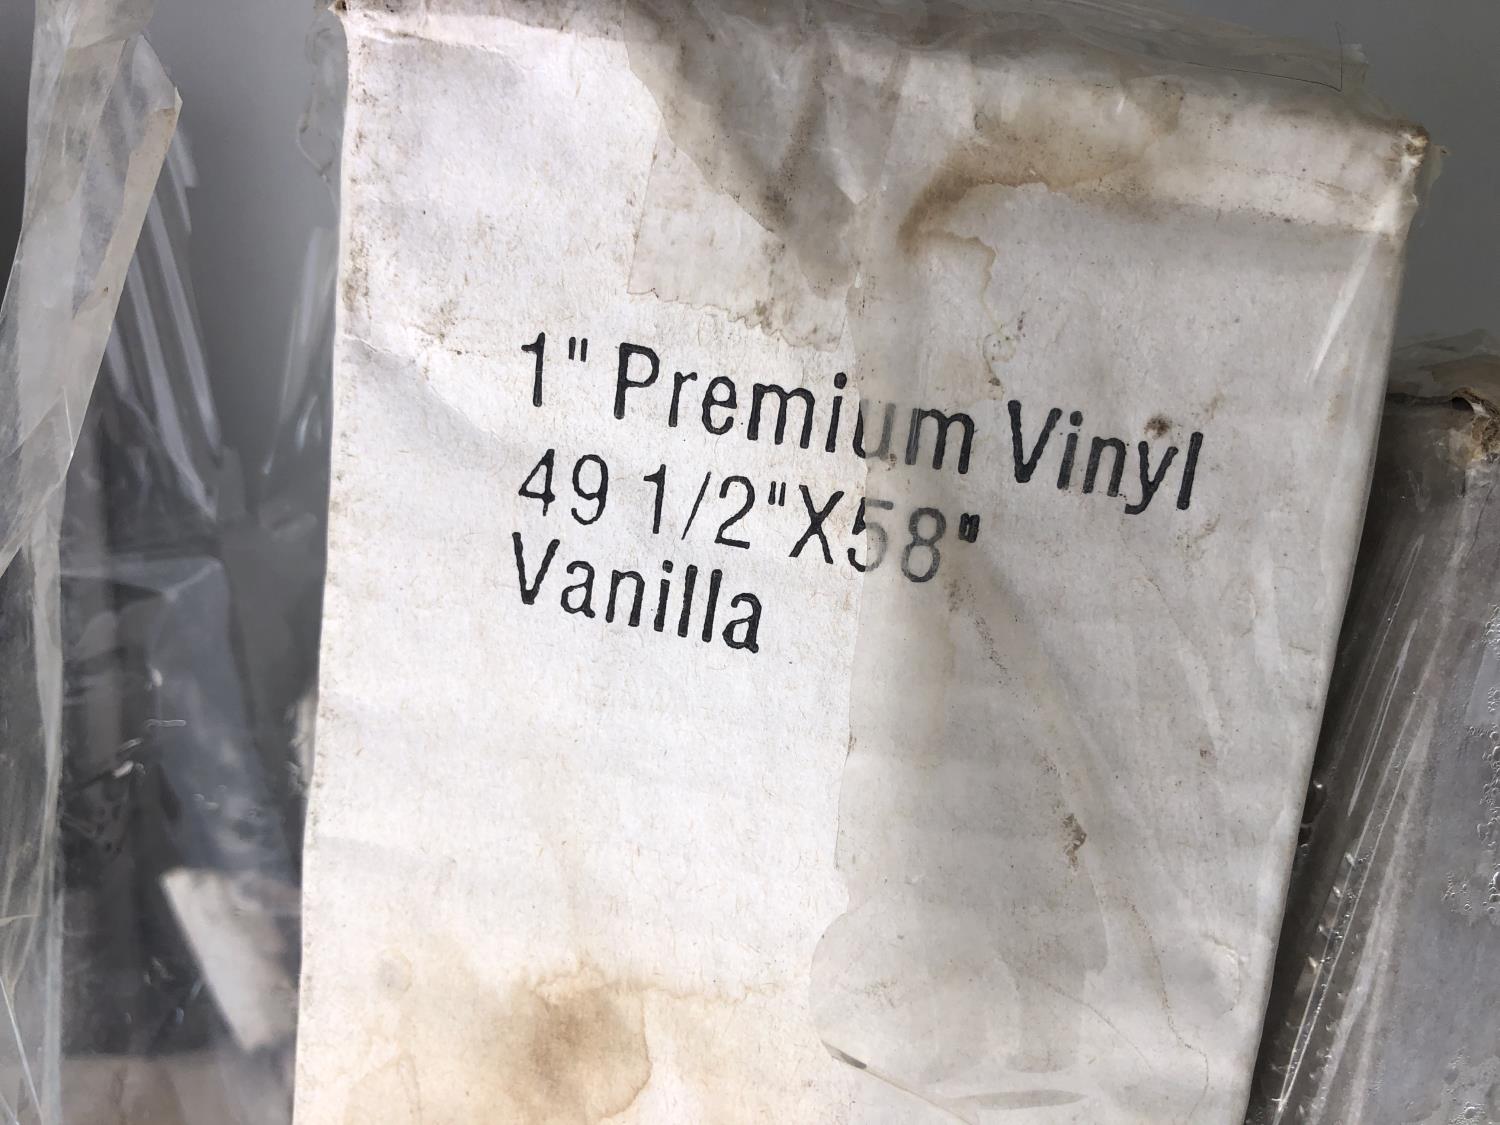 1" Premium Vinyl
49 1/2"X58"
Vanilla